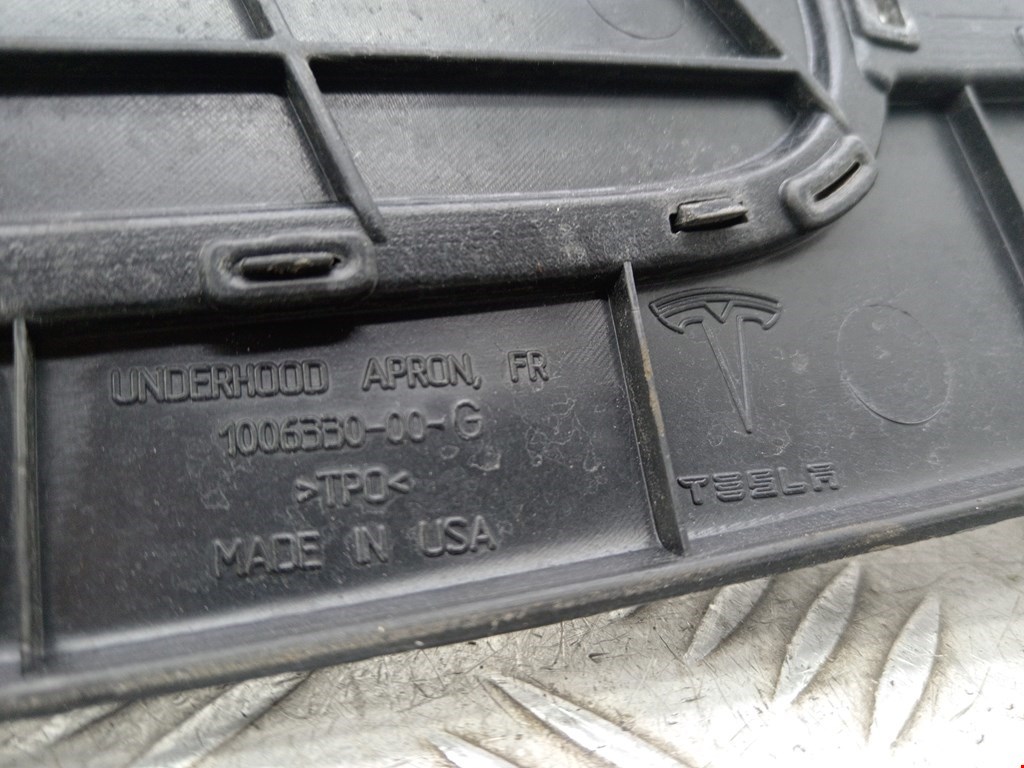 UNDERHOOD APRON, FR
1006330-00-G
>TPO<
MADE IN USA
TESLA